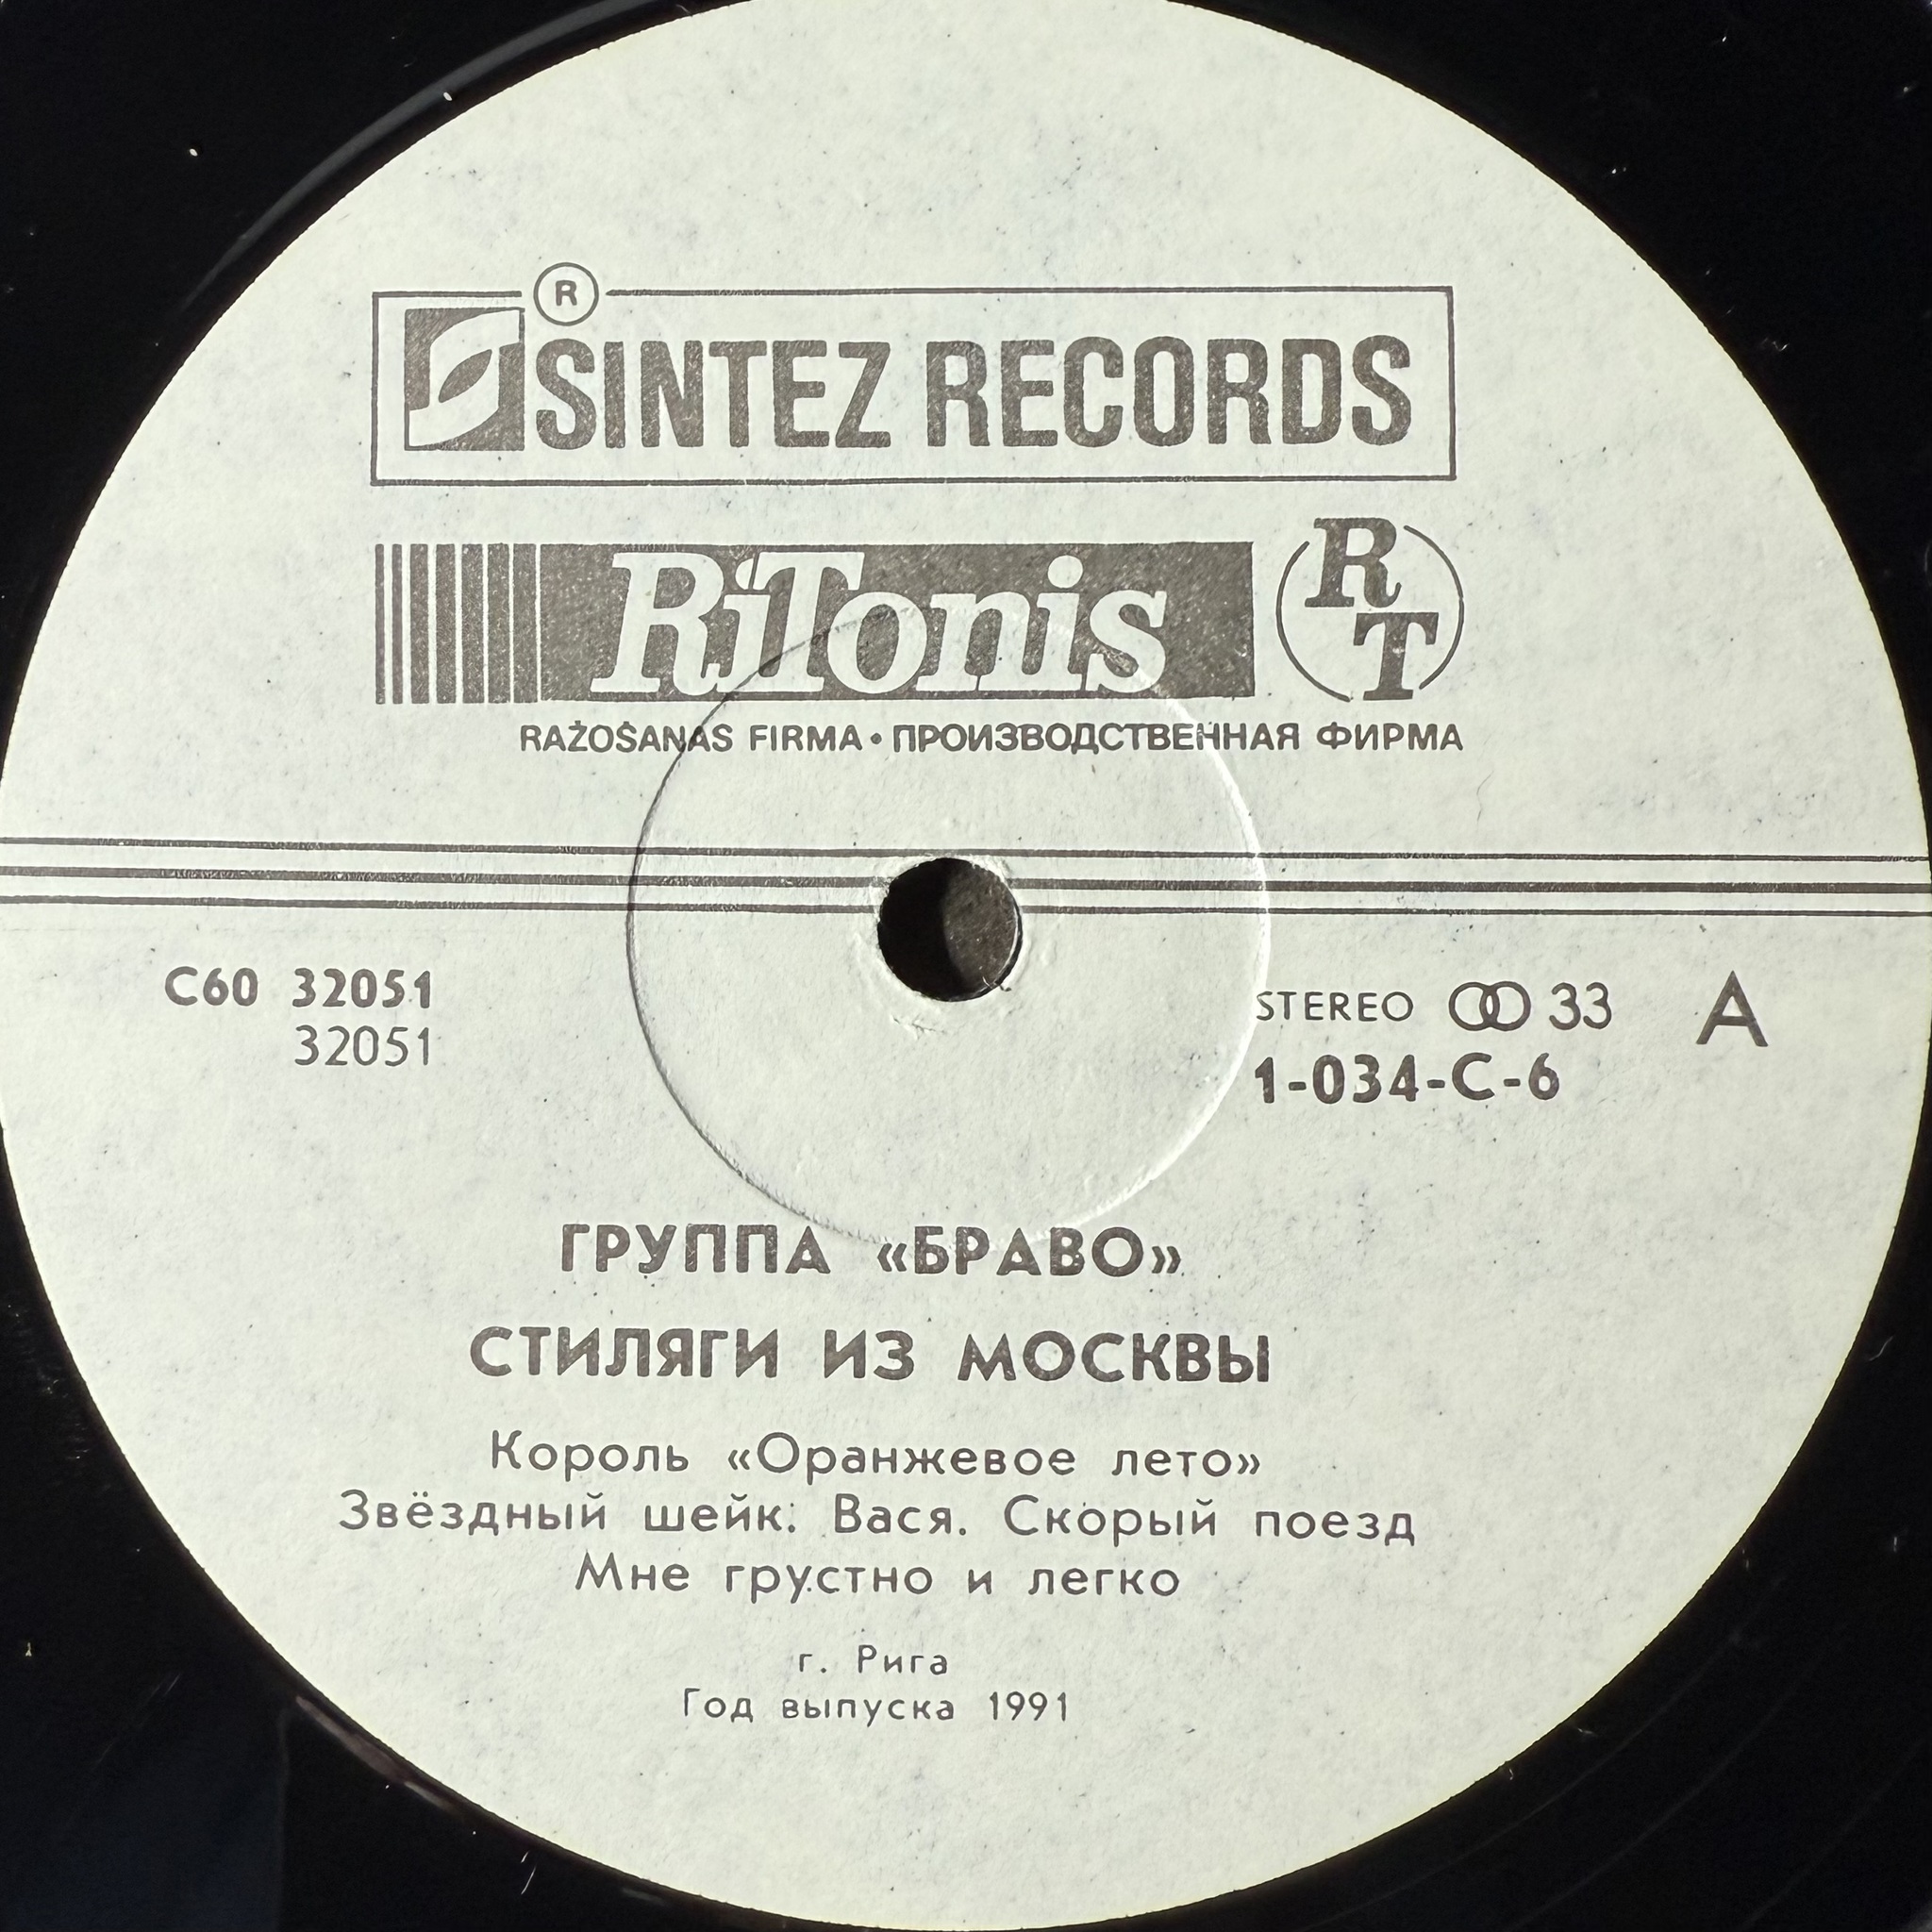 R
SINTEZ RECORDS
RiTonis RT
RAŽOŠANAS FIRMA • ПРОИЗВОДСТВЕННАЯ ФИРМА
С60 32051
32051
STEREO 33 A
1-034-С-6
ГРУППА «БРАВО»
СТИЛЯГИ ИЗ МОСКВЫ
Король «Оранжевое лето»
Звёздный шейк. Вася. Скорый поезд
Мне грустно и легко
г. Рига
Год выпуска 1991